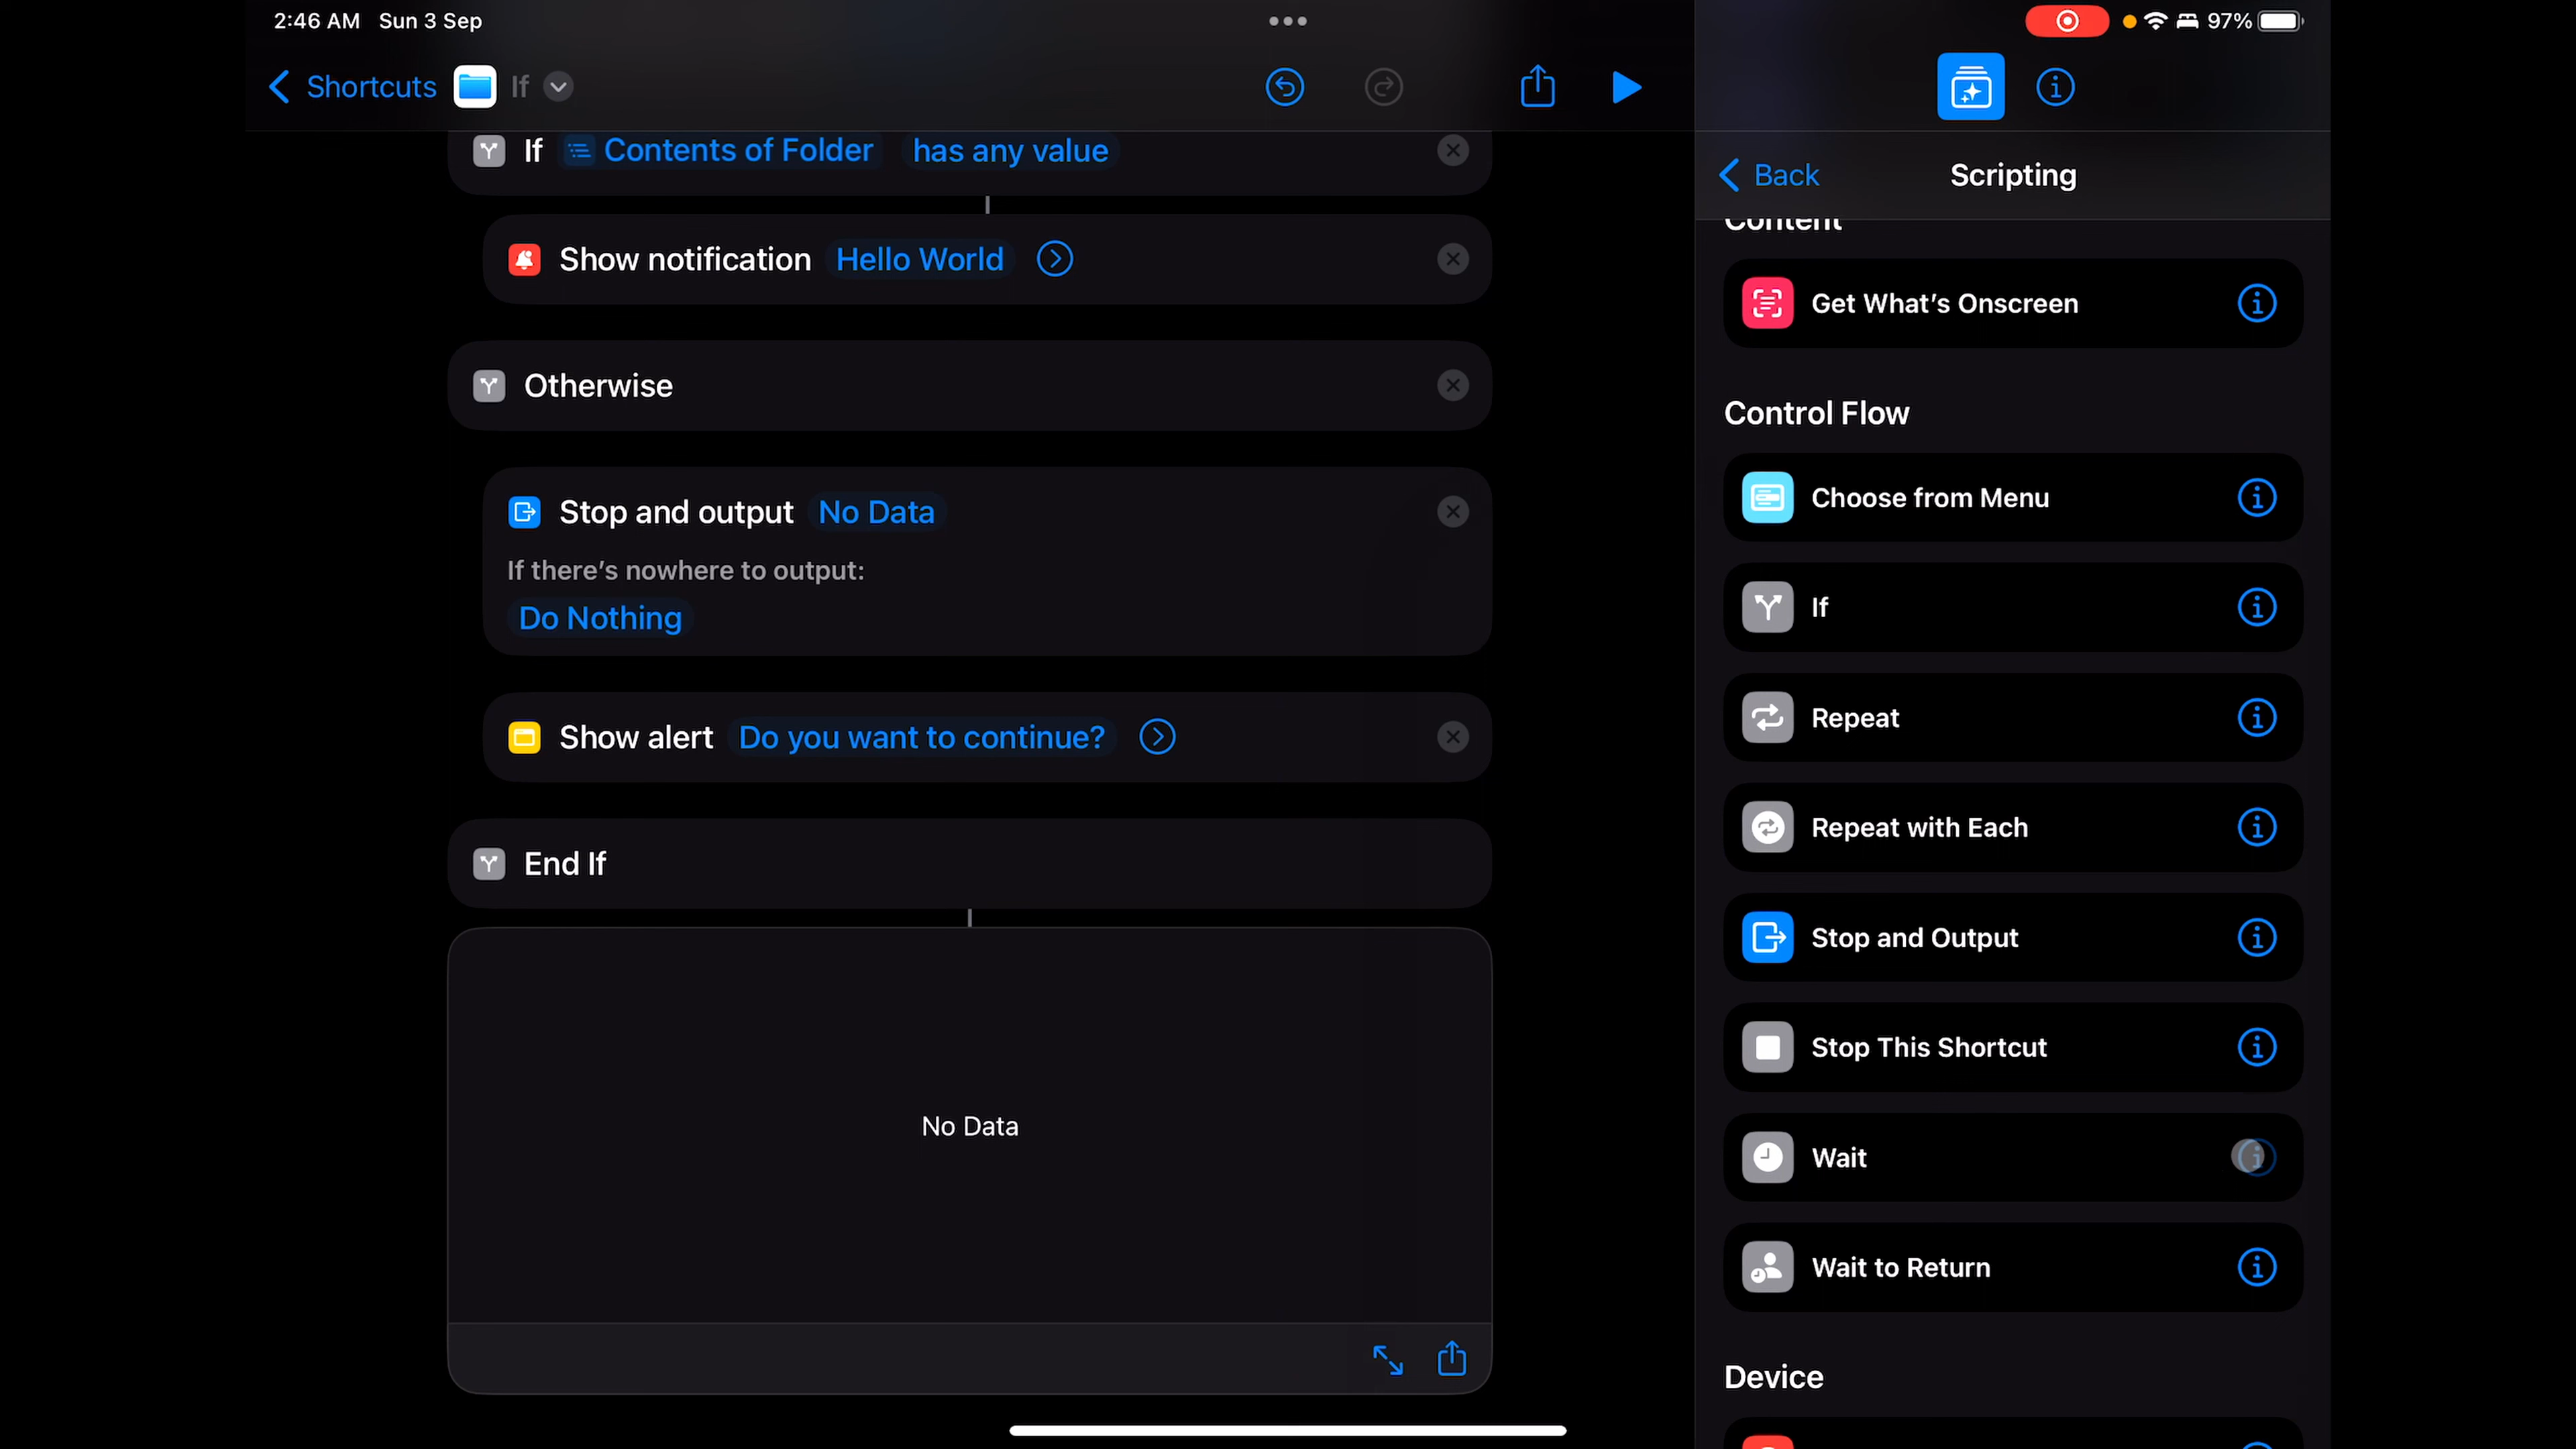 2:46 AM Sun 3 Sep
97%
Shortcuts If
If Contents of Folder has any value
Show notification Hello World
Otherwise
Stop and output No Data
If there's nowhere to output:
Do Nothing
Show alert Do you want to continue?
End If
No Data
Back Scripting
Content
Get What's Onscreen
Control Flow
Choose from Menu
If
Repeat
Repeat with Each
Stop and Output
Stop This Shortcut
Wait
Wait to Return
Device